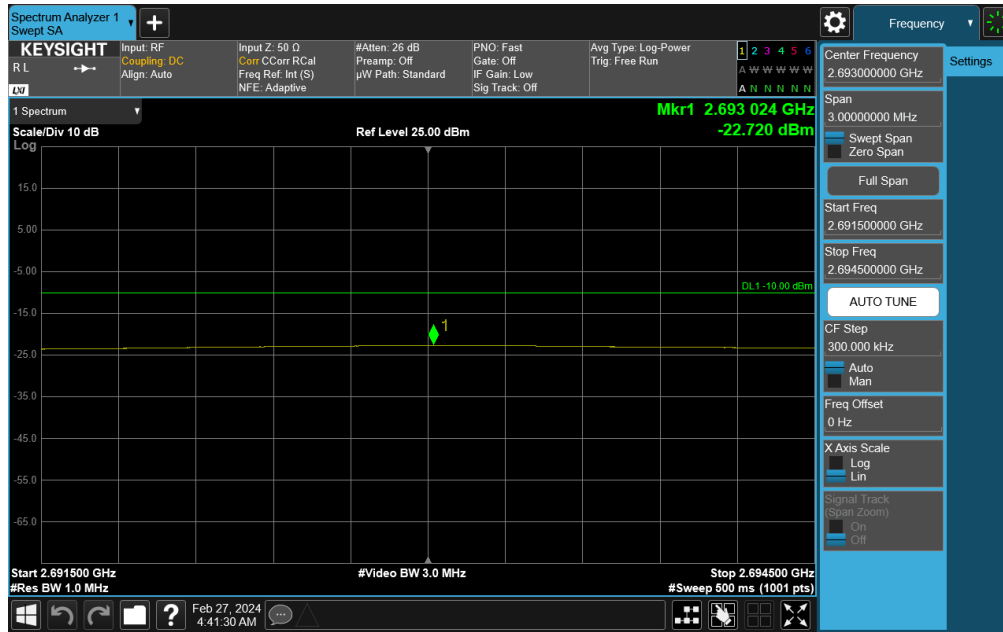 Spectrum Analyzer 1
Swept SA
Frequency
KEYSIGHT
R L
LXI
Input: RF
Coupling: DC
Align: Auto
Input Z: 50 Ω
Corr CCorr RCal
Freq Ref: Int (S)
NFE: Adaptive
#Atten: 26 dB
Preamp: Off
µW Path: Standard
PNO: Fast
Gate: Off
IF Gain: Low
Sig Track: Off
Avg Type: Log-Power
Trig: Free Run
1 2 3 4 5 6
A W W W W W
A N N N N N
1 Spectrum
Scale/Div 10 dB
Log
Ref Level 25.00 dBm
Mkr1 2.693 024 GHz
-22.720 dBm
15.0
5.00
-5.00
-15.0
-25.0
-35.0
-45.0
-55.0
-65.0
DL1 -10.00 dBm
1
Start 2.691500 GHz
#Res BW 1.0 MHz
#Video BW 3.0 MHz
Stop 2.694500 GHz
#Sweep 500 ms (1001 pts)
Center Frequency
2.693000000 GHz
Span
3.00000000 MHz
Swept Span
Zero Span
Full Span
Start Freq
2.691500000 GHz
Stop Freq
2.694500000 GHz
AUTO TUNE
CF Step
300.000 kHz
Auto
Man
Freq Offset
0 Hz
X Axis Scale
Log
Lin
Signal Track
(Span Zoom)
On
Off
Settings
?
Feb 27, 2024
4:41:30 AM